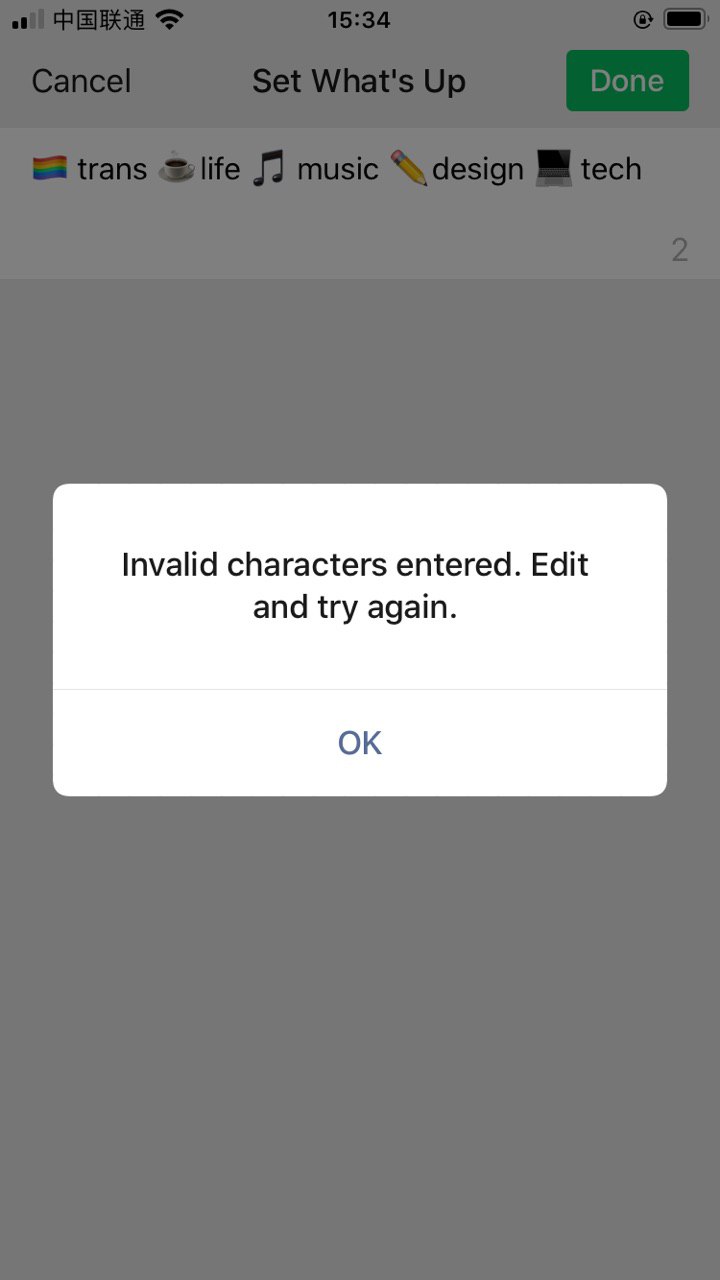 中国联通 15:34
Cancel Set What's Up Done
🏳️‍🌈 trans ☕️life 🎵 music ✏️design 💻 tech
2
Invalid characters entered. Edit
and try again.
OK